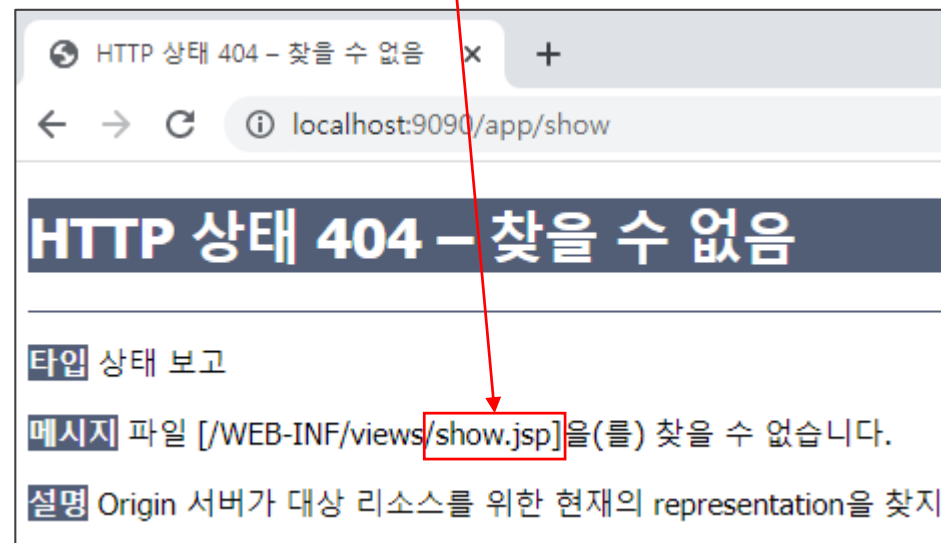 HTTP 상태 404 – 찾을 수 없음
localhost:9090/app/show
HTTP 상태 404 – 찾을 수 없음
타입 상태 보고
메시지 파일 [/WEB-INF/views/show.jsp]을(를) 찾을 수 없습니다.
설명 Origin 서버가 대상 리소스를 위한 현재의 representation을 찾지